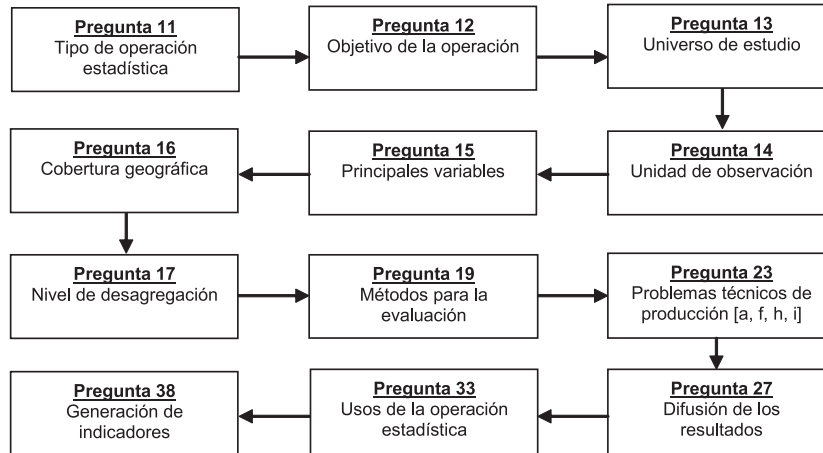 Pregunta 11
Tipo de operación
estadística
Pregunta 12
Objetivo de la operación
Pregunta 13
Universo de estudio
Pregunta 16
Cobertura geográfica
Pregunta 15
Principales variables
Pregunta 14
Unidad de observación
Pregunta 17
Nivel de desagregación
Pregunta 19
Métodos para la
evaluación
Pregunta 23
Problemas técnicos de
producción [a, f, h, i]
Pregunta 38
Generación de
indicadores
Pregunta 33
Usos de la operación
estadística
Pregunta 27
Difusión de los
resultados